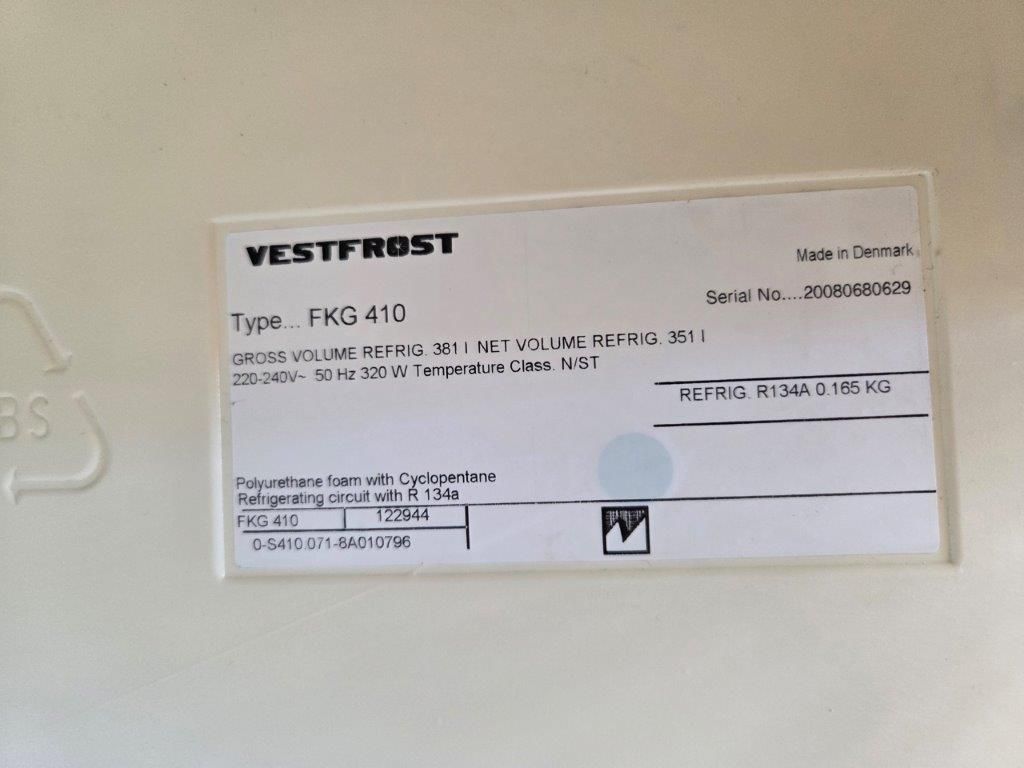 VESTFROST
Made in Denmark
Serial No....20080680629
Type... FKG 410
GROSS VOLUME REFRIG. 381 l NET VOLUME REFRIG. 351 l
220-240V~ 50 Hz 320 W Temperature Class. N/ST
REFRIG. R134A 0.165 KG
Polyurethane foam with Cyclopentane
Refrigerating circuit with R 134a
FKG 410 122944
0-S410.071-8A010796